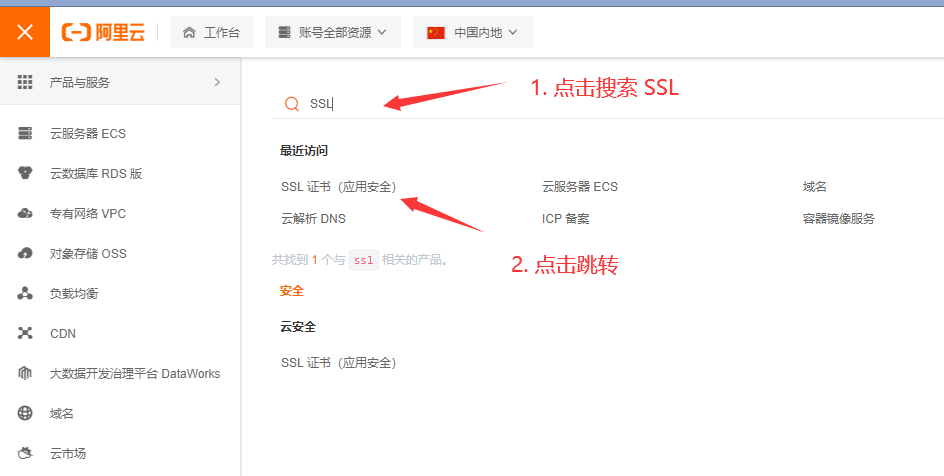 阿里云 工作台 账号全部资源 中国内地
产品与服务
云服务器 ECS
云数据库 RDS 版
专有网络 VPC
对象存储 OSS
负载均衡
CDN
大数据开发治理平台 DataWorks
域名
云市场
SSL
1. 点击搜索 SSL
最近访问
SSL 证书（应用安全） 云服务器 ECS 域名
云解析 DNS ICP 备案 容器镜像服务
2. 点击跳转
共找到 1 个与 ssl 相关的产品。
安全
云安全
SSL 证书（应用安全）